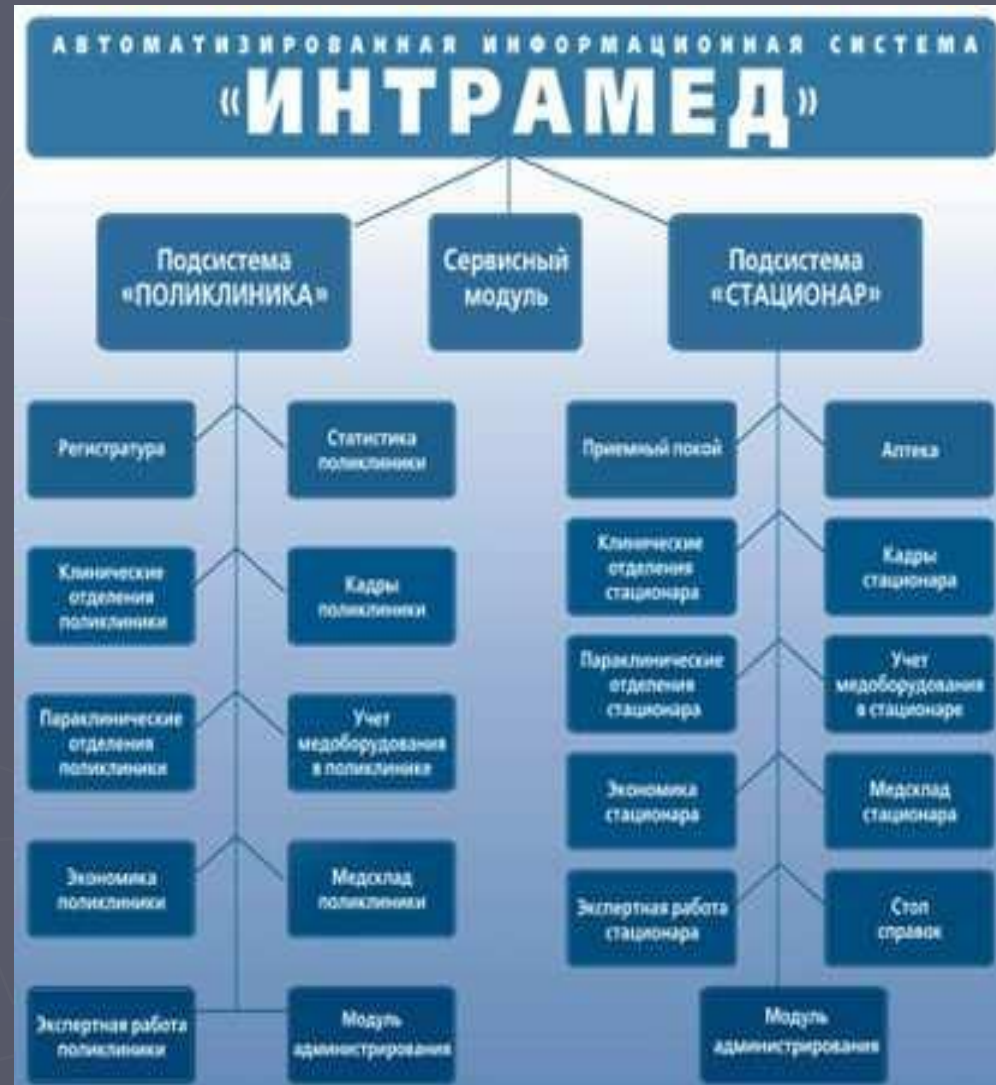 АВТОМАТИЗИРОВАННАЯ ИНФОРМАЦИОННАЯ СИСТЕМА
«ИНТРАМЕД»
Подсистема
«ПОЛИКЛИНИКА»
Сервисный
модуль
Подсистема
«СТАЦИОНАР»
Регистратура
Статистика
поликлиники
Клинические
отделения
поликлиники
Кадры
поликлиники
Параклинические
отделения
поликлиники
Учет
медоборудования
в поликлинике
Экономика
поликлиники
Медсклад
поликлиники
Экспертная работа
поликлиники
Модуль
администрирования
Приемный покой
Аптека
Клинические
отделения
стационара
Кадры
стационара
Параклинические
отделения
стационара
Учет
медоборудования
в стационаре
Экономика
стационара
Медсклад
стационара
Экспертная работа
стационара
Стол
справок
Модуль
администрирования